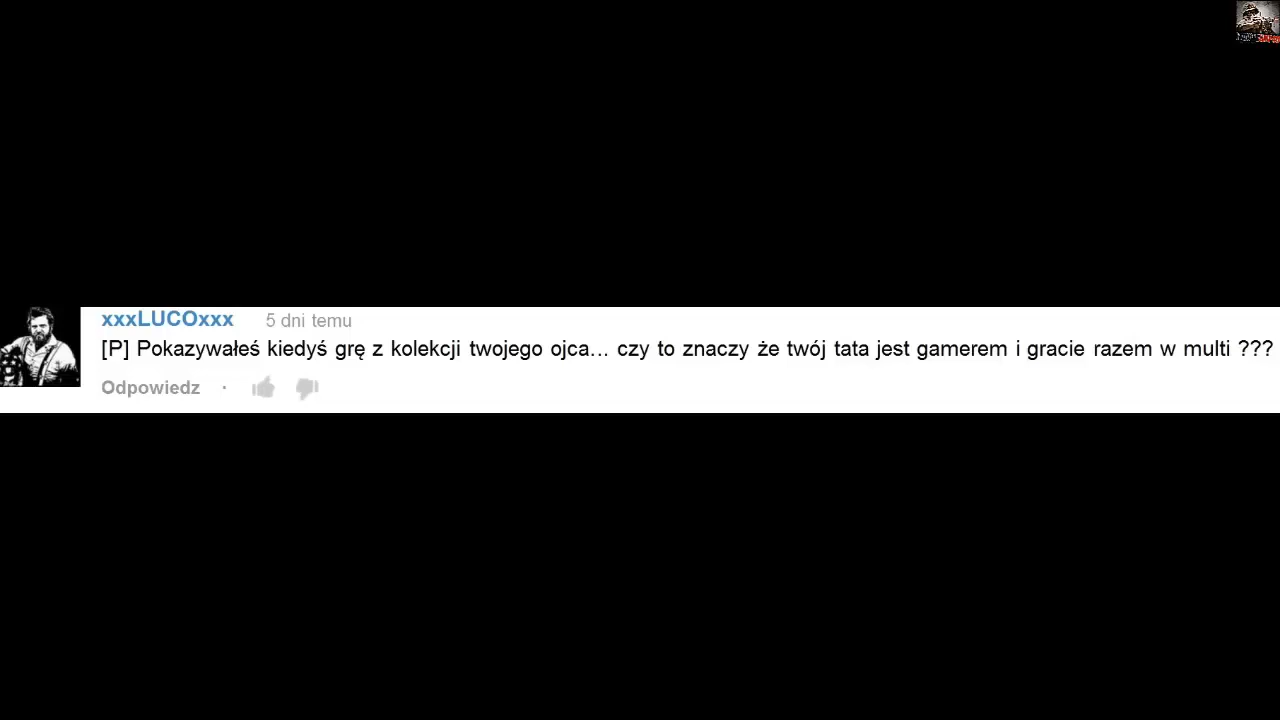 xxxLUCOxxx 5 dni temu
[P] Pokazywałeś kiedyś grę z kolekcji twojego ojca... czy to znaczy że twój tata jest gamerem i gracie razem w multi ???
Odpowiedz ·